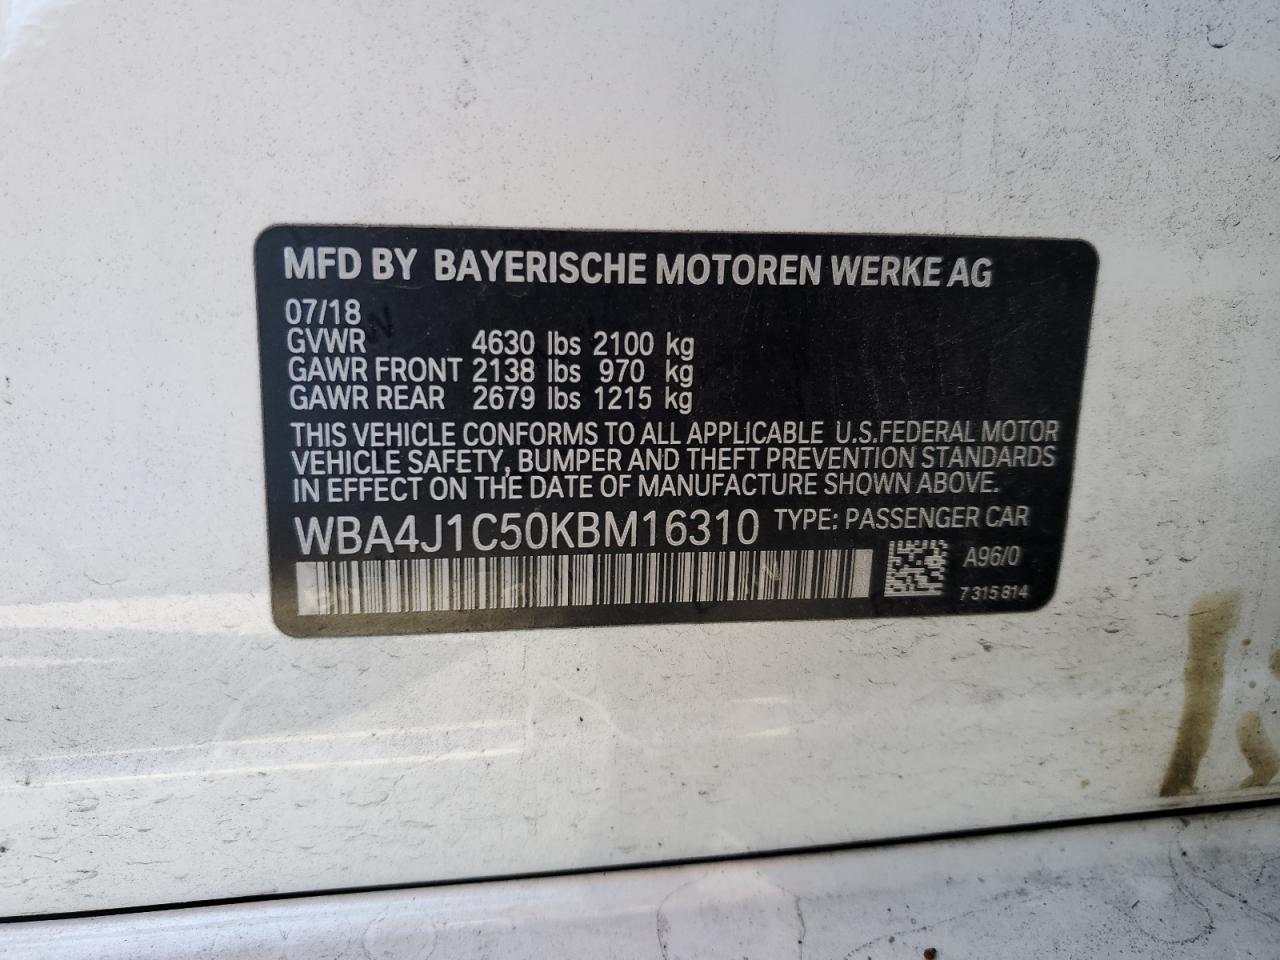 MFD BY BAYERISCHE MOTOREN WERKE AG
07/18
GVWR 4630 lbs 2100 kg
GAWR FRONT 2138 lbs 970 kg
GAWR REAR 2679 lbs 1215 kg
THIS VEHICLE CONFORMS TO ALL APPLICABLE U.S.FEDERAL MOTOR
VEHICLE SAFETY, BUMPER AND THEFT PREVENTION STANDARDS
IN EFFECT ON THE DATE OF MANUFACTURE SHOWN ABOVE.
WBA4J1C50KBM16310 TYPE: PASSENGER CAR
A96/0
7 315 814